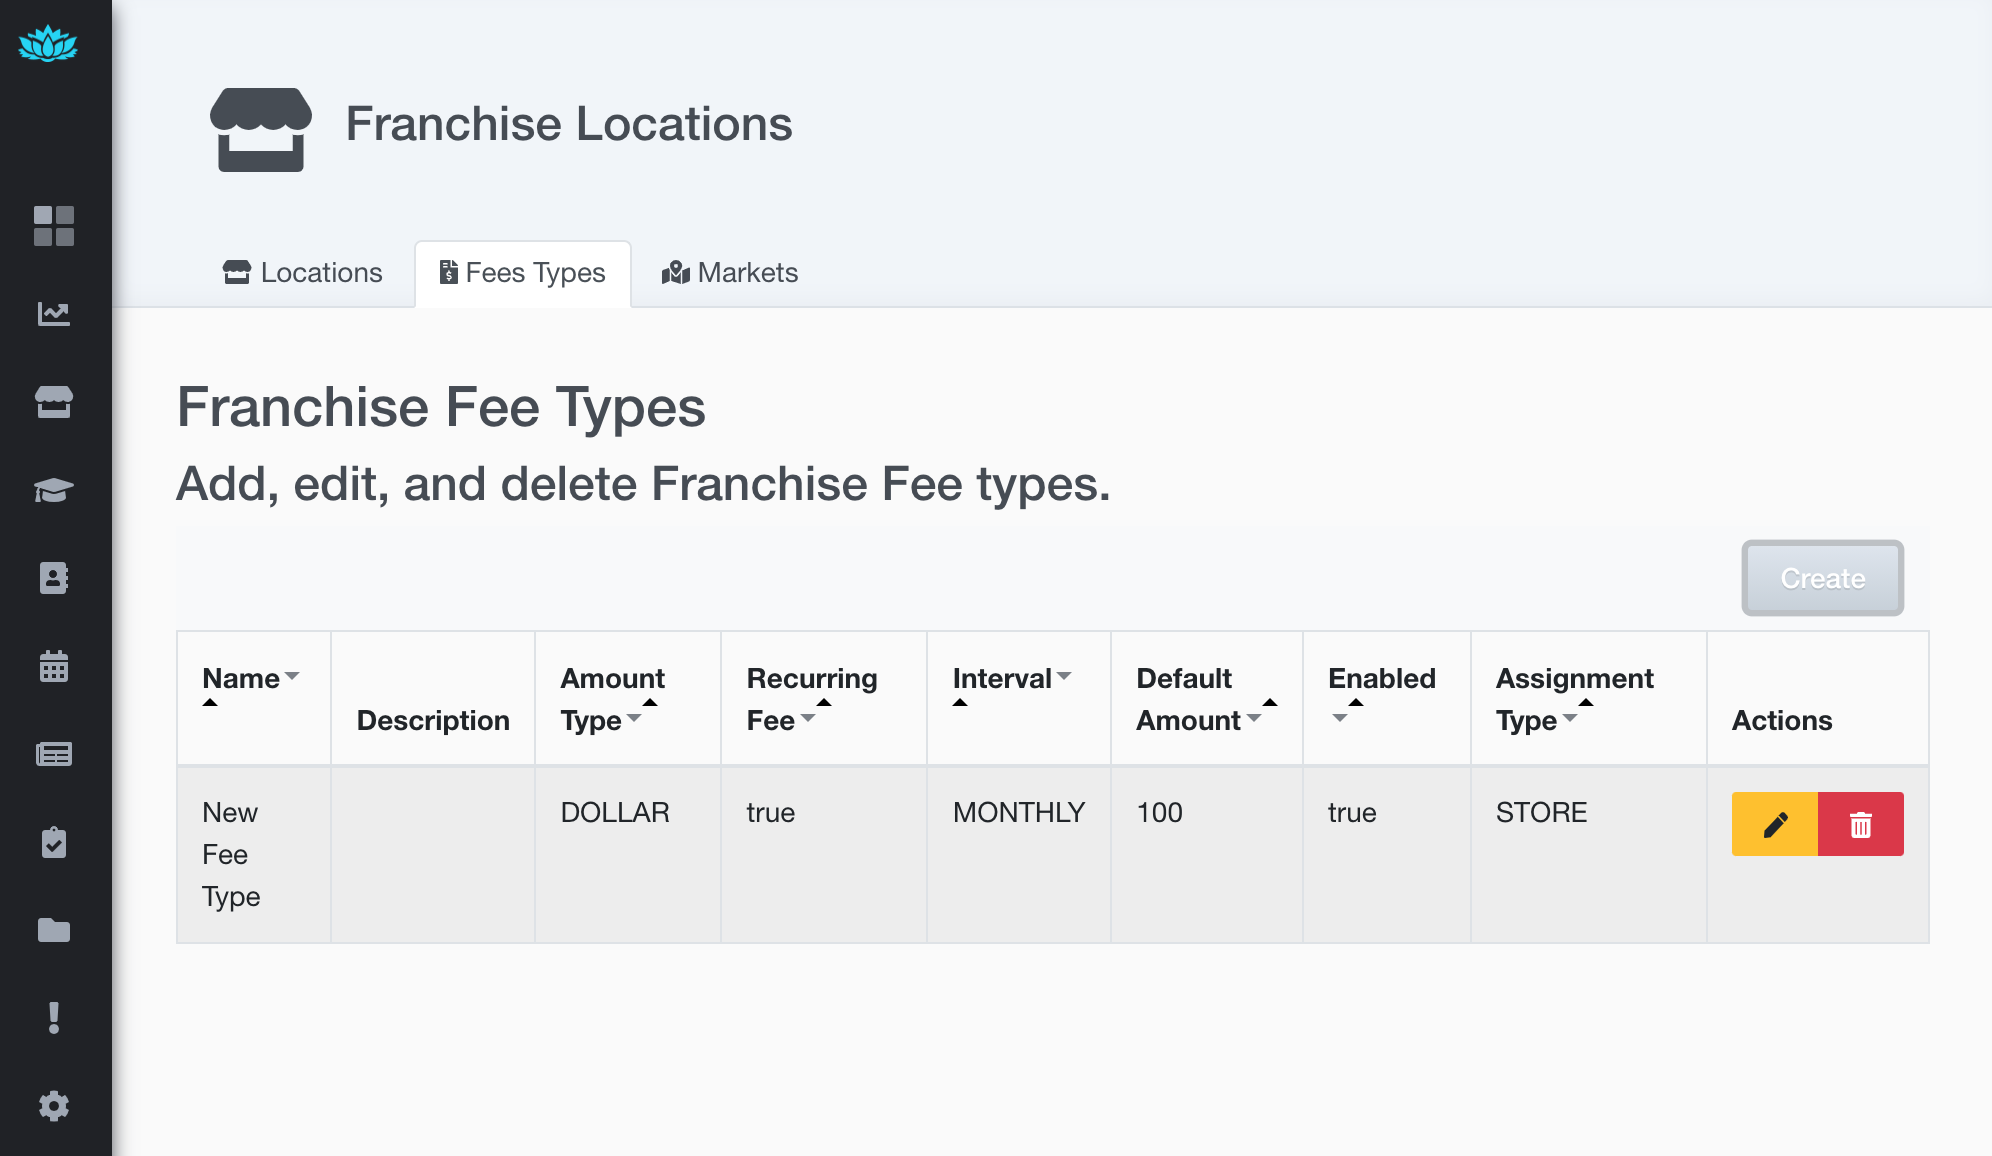 Franchise Locations
Locations
Fees Types
Markets
Franchise Fee Types
Add, edit, and delete Franchise Fee types.
Create
Name
Description
Amount
Type
Recurring
Fee
Interval
Default
Amount
Enabled
Assignment
Type
Actions
New
Fee
Type
DOLLAR
true
MONTHLY
100
true
STORE